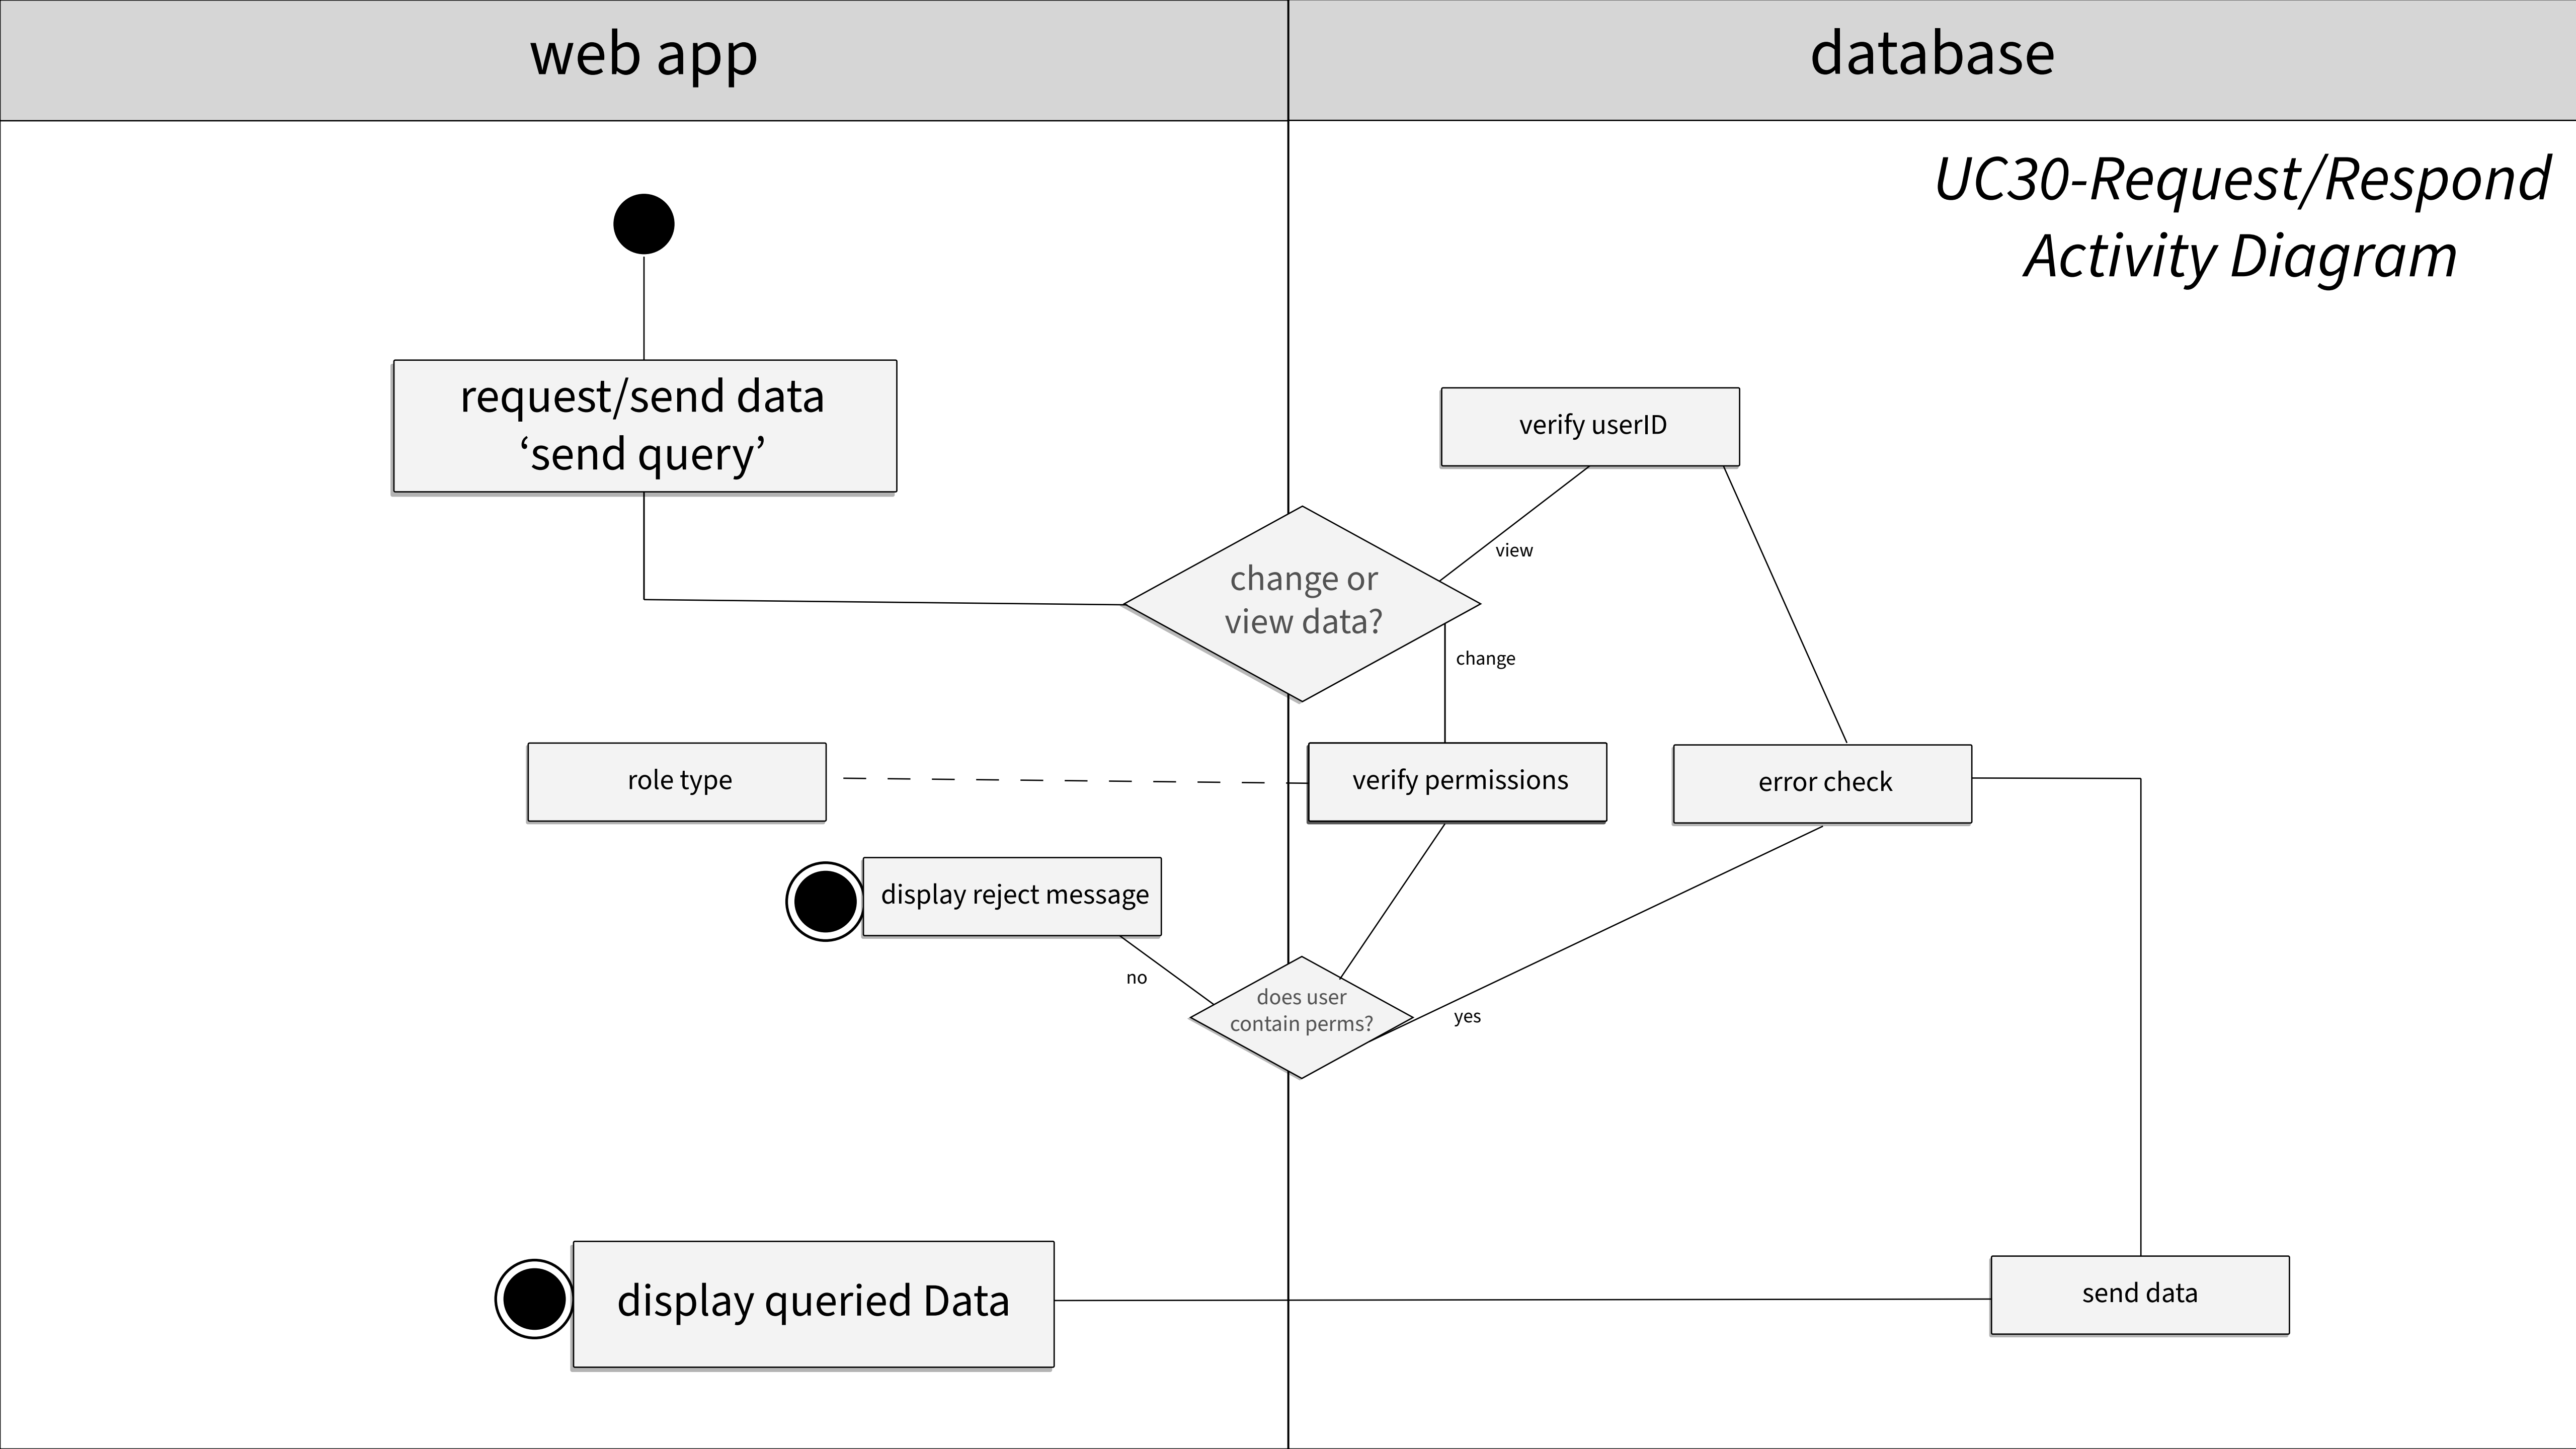 web app
database
UC30-Request/Respond
Activity Diagram
request/send data
‘send query’
verify userID
view
change or
view data?
change
role type
verify permissions
error check
display reject message
no
does user
contain perms?
yes
display queried Data
send data